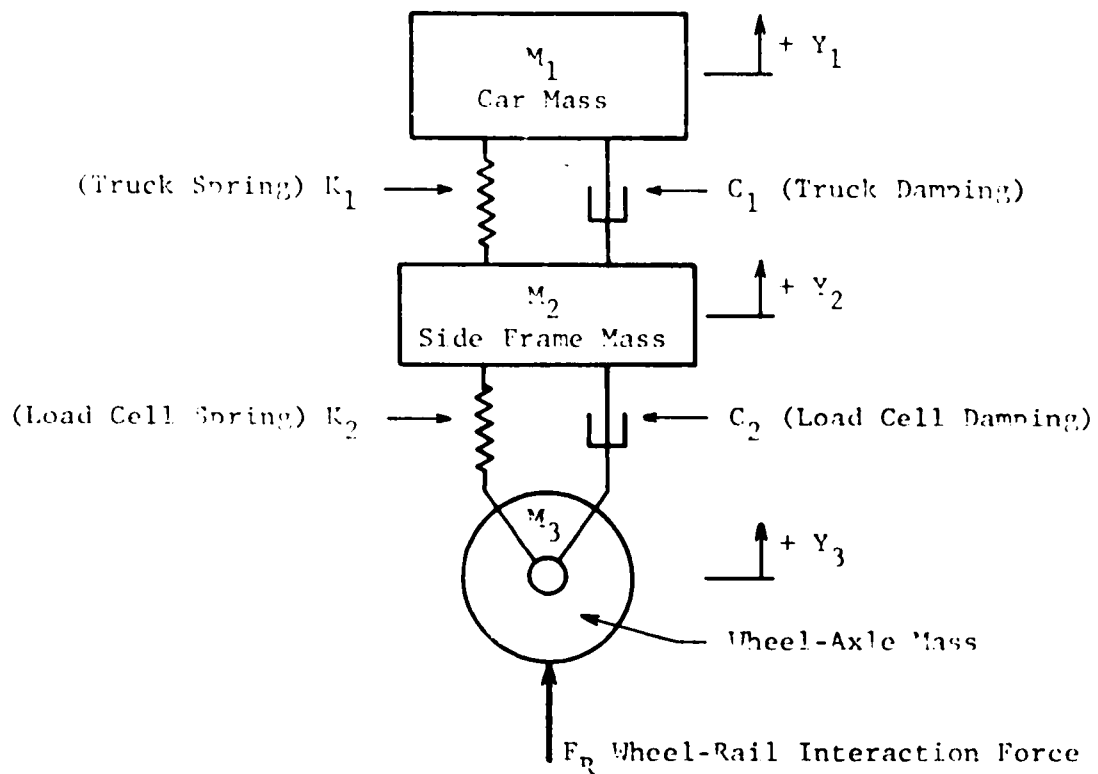 M1
Car Mass
+ Y1
(Truck Spring) K1
C1 (Truck Damping)
M2
Side Frame Mass
+ Y2
(Load Cell Spring) K2
C2 (Load Cell Damping)
M3
+ Y3
Wheel-Axle Mass
FR Wheel-Rail Interaction Force